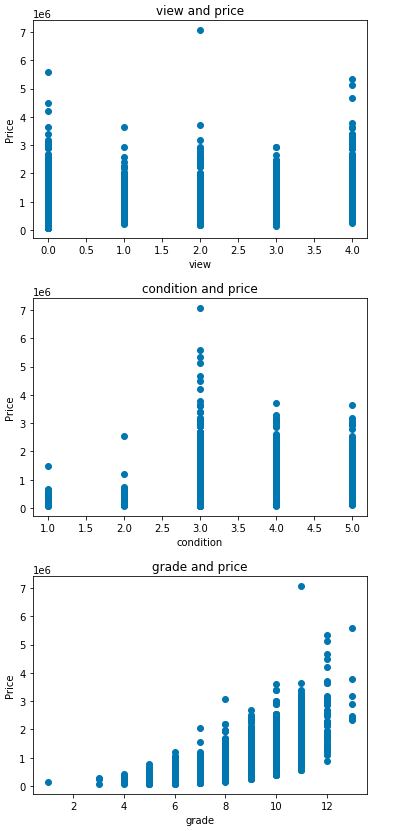 view and price
1e6
7
6
5
4
3
2
1
0
Price
0.0 0.5 1.0 1.5 2.0 2.5 3.0 3.5 4.0
view
condition and price
1e6
7
6
5
4
3
2
1
0
Price
1.0 1.5 2.0 2.5 3.0 3.5 4.0 4.5 5.0
condition
grade and price
1e6
7
6
5
4
3
2
1
0
Price
2 4 6 8 10 12
grade